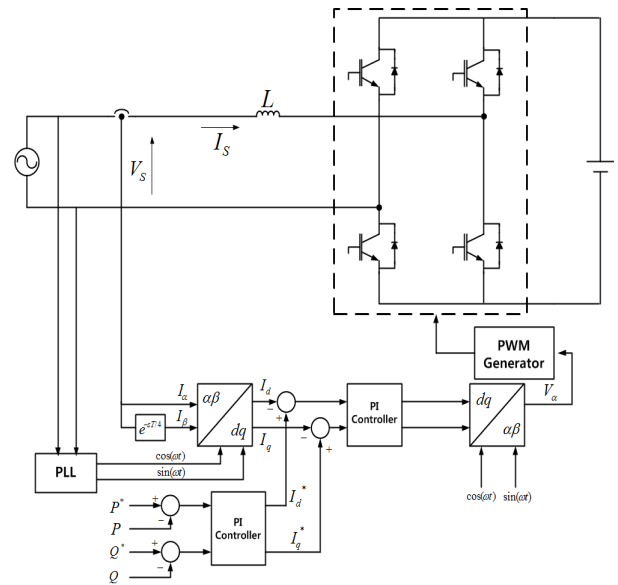 L
I_S
V_S
PWM
Generator
I_α
αβ
I_d
−
+
PI
Controller
dq
V_α
e^{-sT/4}
I_β
dq
I_q
−
+
αβ
PLL
cos(ωt)
sin(ωt)
cos(ωt) sin(ωt)
P* +
P −
PI
Controller
I_d*
Q* +
Q −
I_q*